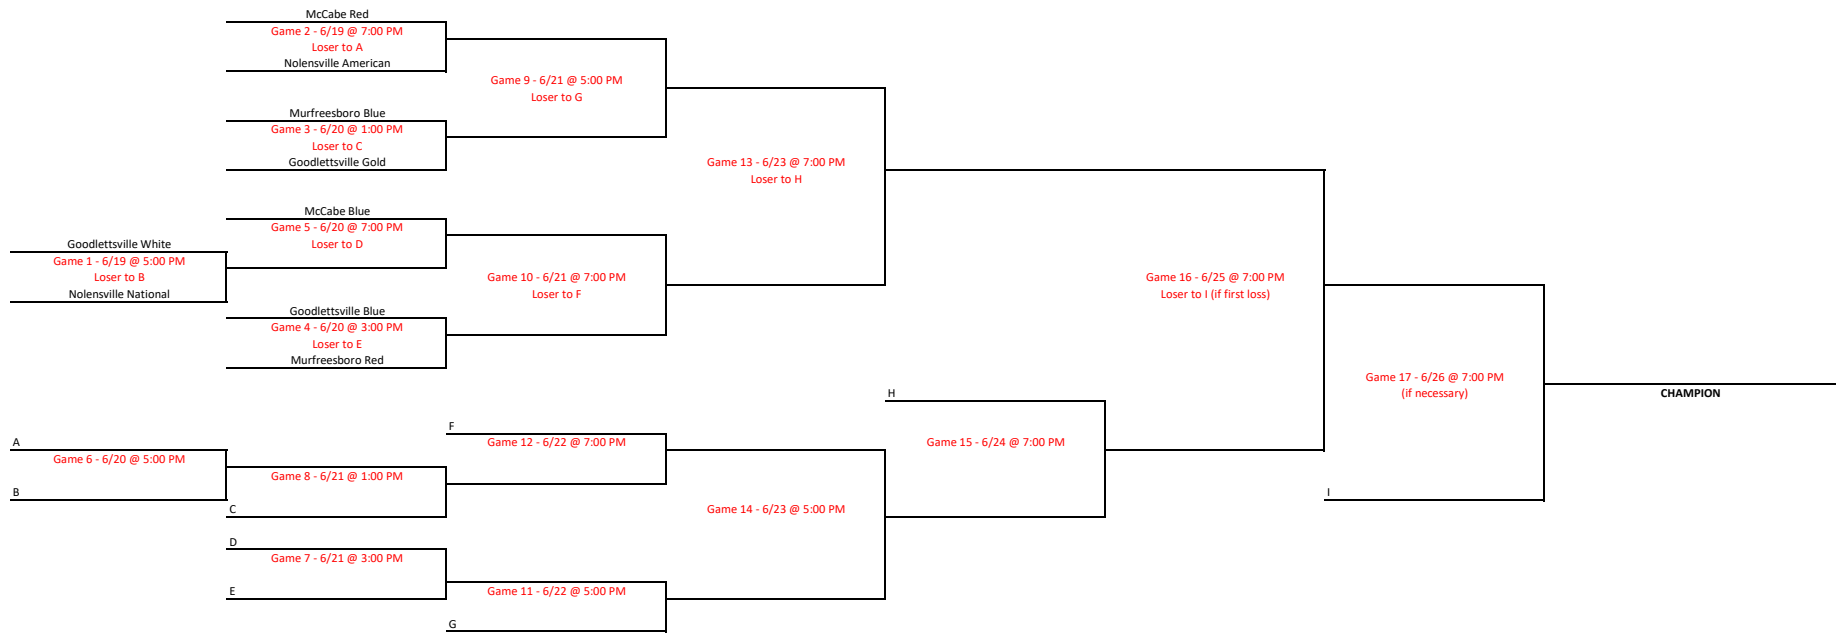 McCabe Red
Game 2 - 6/19 @ 7:00 PM
Loser to A
Nolensville American
Game 9 - 6/21 @ 5:00 PM
Loser to G
Murfreesboro Blue
Game 3 - 6/20 @ 1:00 PM
Loser to C
Goodlettsville Gold
Game 13 - 6/23 @ 7:00 PM
Loser to H
McCabe Blue
Game 5 - 6/20 @ 7:00 PM
Loser to D
Goodlettsville White
Game 1 - 6/19 @ 5:00 PM
Loser to B
Nolensville National
Game 10 - 6/21 @ 7:00 PM
Loser to F
Game 16 - 6/25 @ 7:00 PM
Loser to I (if first loss)
Goodlettsville Blue
Game 4 - 6/20 @ 3:00 PM
Loser to E
Murfreesboro Red
Game 17 - 6/26 @ 7:00 PM
(if necessary)
CHAMPION
H
F
A
Game 12 - 6/22 @ 7:00 PM
Game 15 - 6/24 @ 7:00 PM
Game 6 - 6/20 @ 5:00 PM
Game 8 - 6/21 @ 1:00 PM
B
I
C
Game 14 - 6/23 @ 5:00 PM
D
Game 7 - 6/21 @ 3:00 PM
E
Game 11 - 6/22 @ 5:00 PM
G